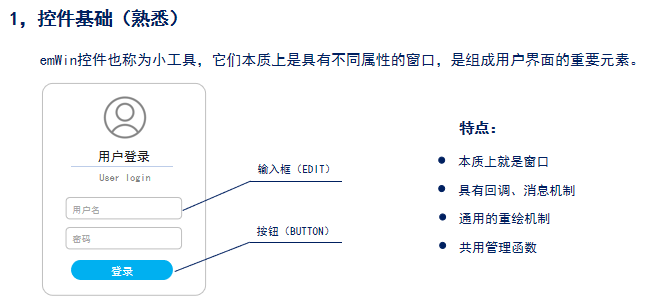 1，控件基础（熟悉）
emWin控件也称为小工具，它们本质上是具有不同属性的窗口，是组成用户界面的重要元素。
用户登录
User login
用户名
密码
登录
输入框（EDIT）
按钮（BUTTON）
特点：
● 本质上就是窗口
● 具有回调、消息机制
● 通用的重绘机制
● 共用管理函数